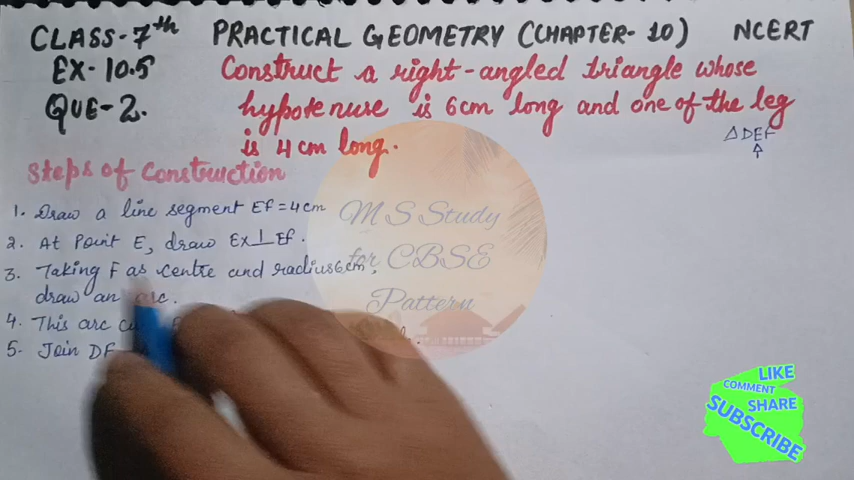 CLASS-7th PRACTICAL GEOMETRY (CHAPTER-10) NCERT
EX-10.5
QUE-2.
Construct a right-angled triangle whose
hypotenuse is 6cm long and one of the leg
is 4cm long.
△DEF
Steps of Construction
1. Draw a line segment EF=4cm
2. At Point E, draw EX⊥EF.
3. Taking F as centre and radius 6cm,
draw an arc.
4. This arc
5. Join DF
M S Study
for CBSE
Pattern
LIKE
COMMENT
SHARE
SUBSCRIBE